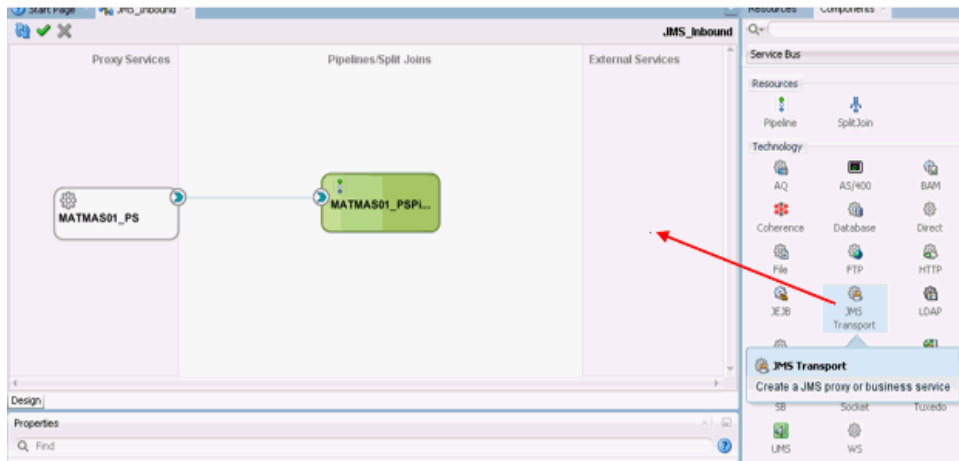 Start Page
JMS_Inbound
Resources
Components
JMS_Inbound
Proxy Services
Pipelines/Split Joins
External Services
MATMAS01_PS
MATMAS01_PSPi...
Design
Properties
Find
Service Bus
Resources
Pipeline
SplitJoin
Technology
AQ
AS/400
BAM
Coherence
Database
Direct
File
FTP
HTTP
JEJB
JMS
Transport
LDAP
JMS Transport
Create a JMS proxy or business service
SB
Socket
Tuxedo
UMS
WS